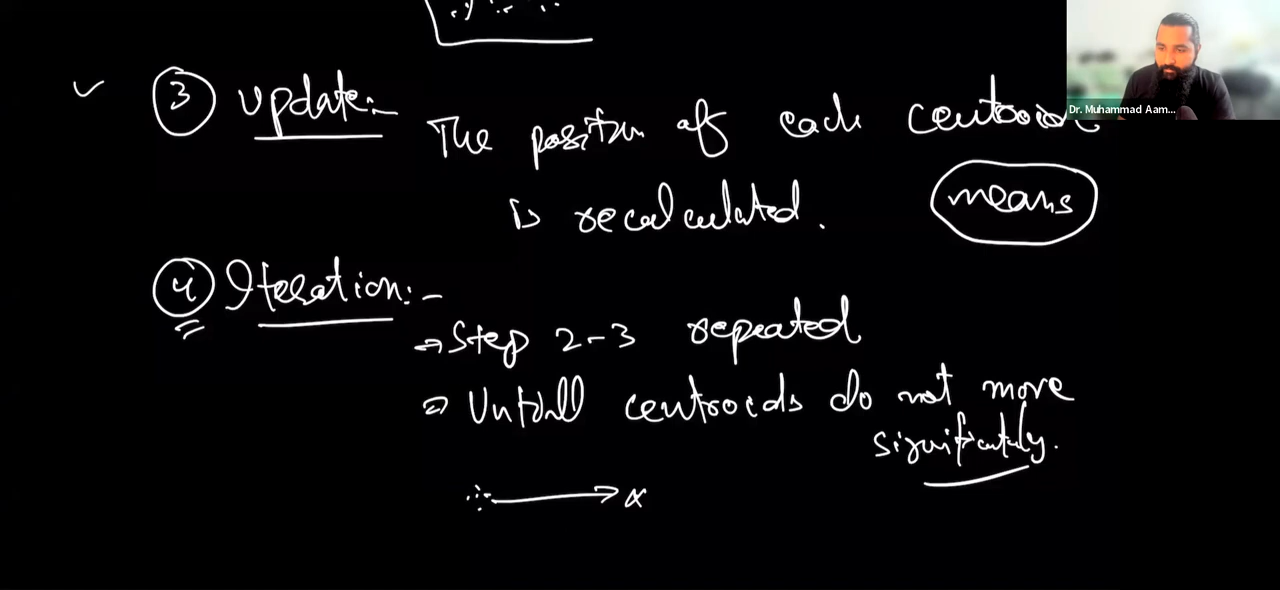 Dr. Muhammad Aam...
③ Update:-
The position of each centroid
is recalculated. means
④ Iteration:-
→ Step 2-3 repeated
→ Untill centroids do not move
significantly.